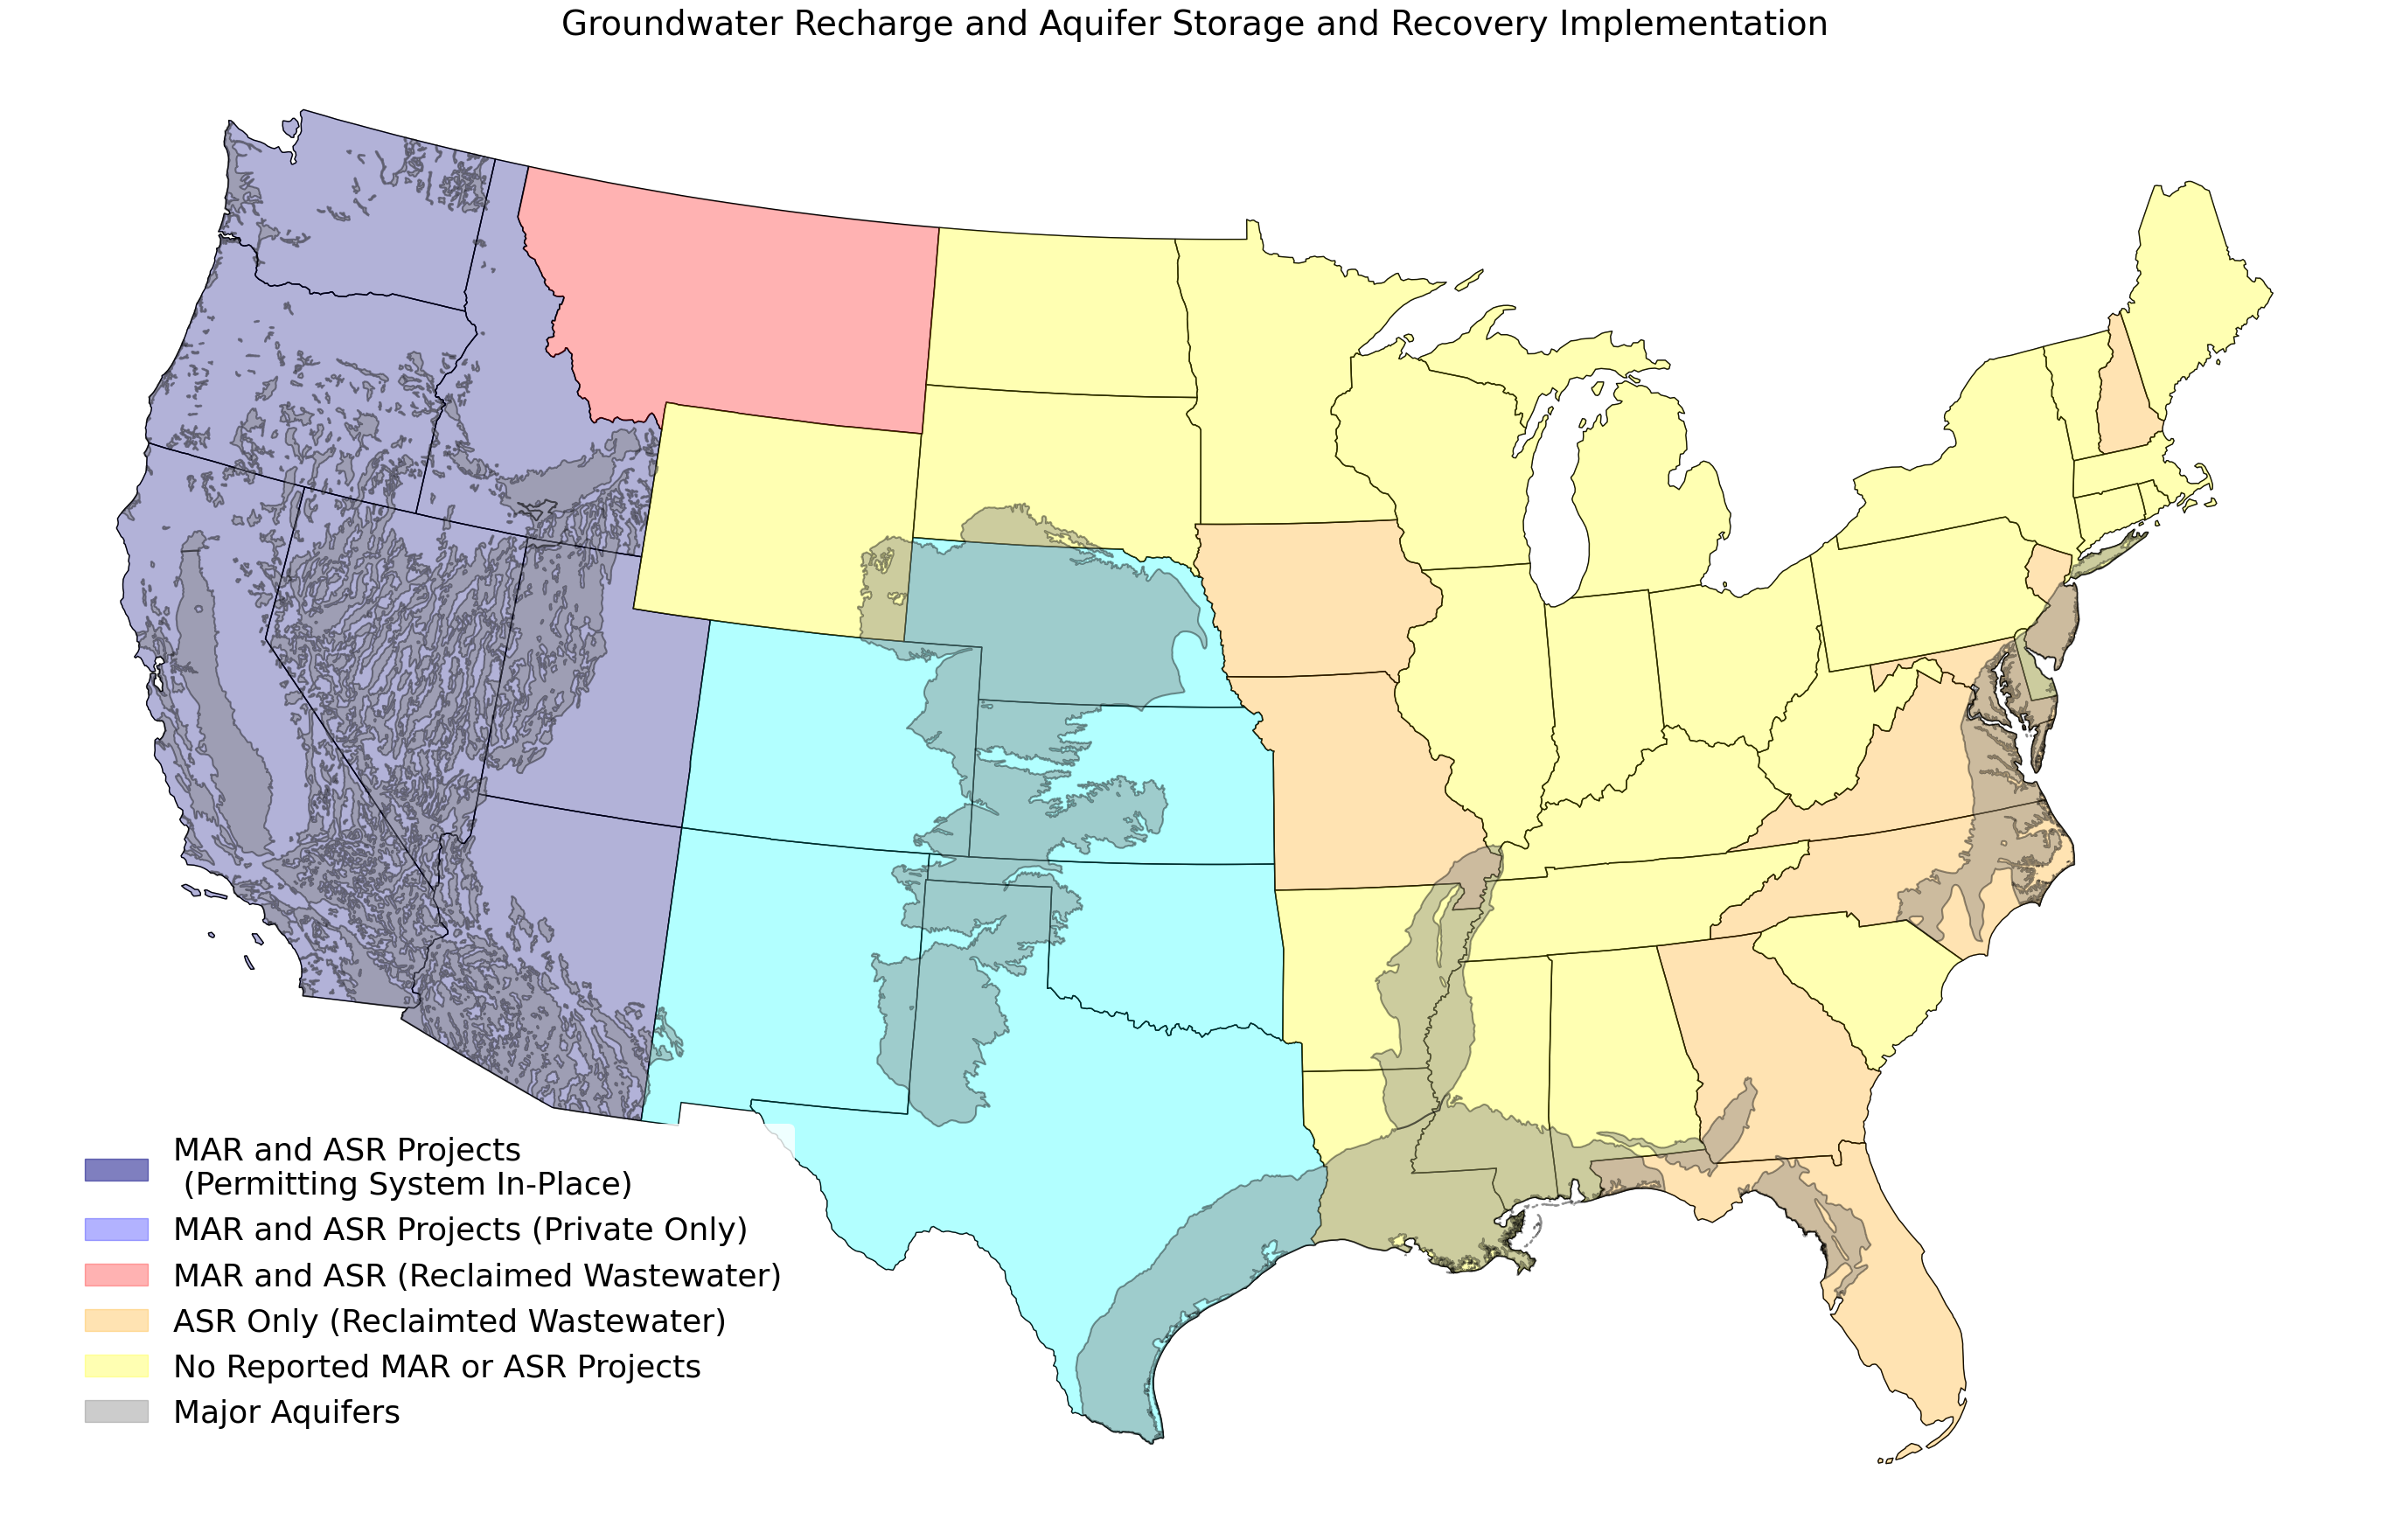 Groundwater Recharge and Aquifer Storage and Recovery Implementation
MAR and ASR Projects
(Permitting System In-Place)
MAR and ASR Projects (Private Only)
MAR and ASR (Reclaimed Wastewater)
ASR Only (Reclaimted Wastewater)
No Reported MAR or ASR Projects
Major Aquifers